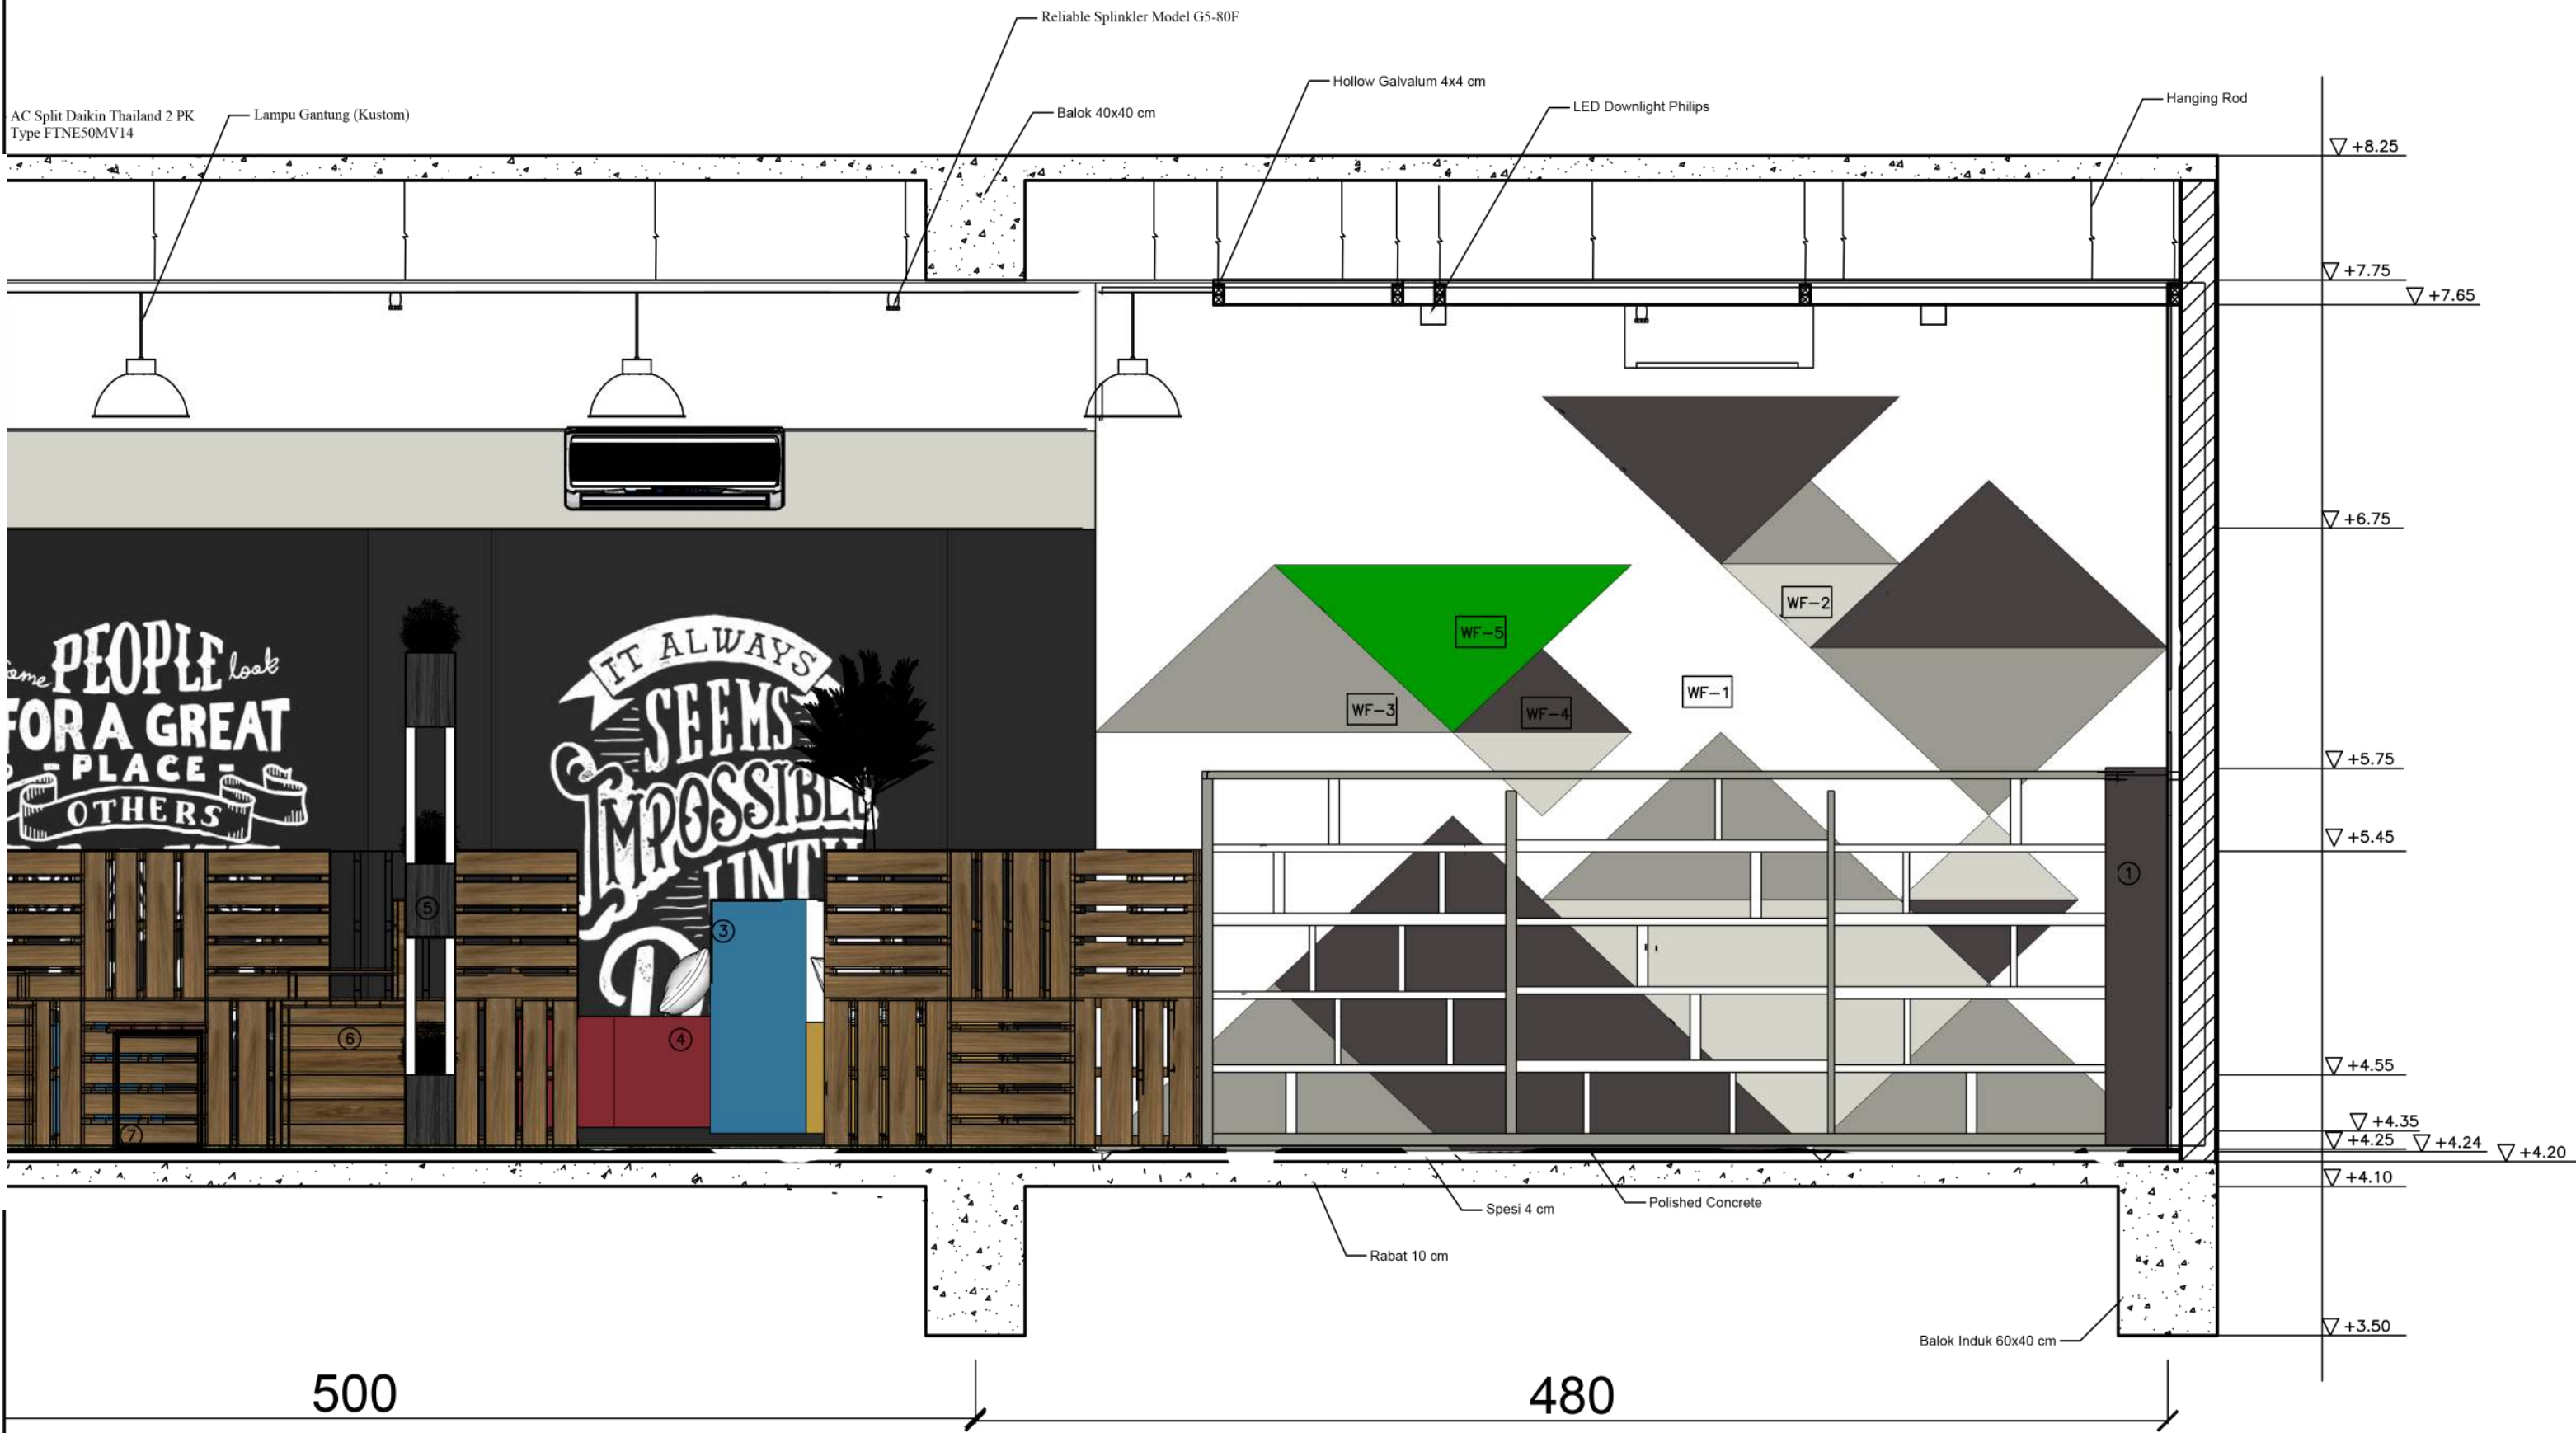 Reliable Splinkler Model G5-80F
Hollow Galvalum 4x4 cm
Hanging Rod
LED Downlight Philips
AC Split Daikin Thailand 2 PK
Type FTNE50MV14
Lampu Gantung (Kustom)
Balok 40x40 cm
+8.25
+7.75
+7.65
+6.75
WF-2
WF-5
PEOPLE look
FOR A GREAT
- PLACE -
OTHERS
IT ALWAYS
SEEMS
IMPOSSIBLE
UNTIL
WF-1
WF-3
WF-4
+5.75
+5.45
1
5
3
6
4
7
+4.55
+4.35
+4.25
+4.24
+4.20
+4.10
Spesi 4 cm
Polished Concrete
Rabat 10 cm
+3.50
Balok Induk 60x40 cm
500
480